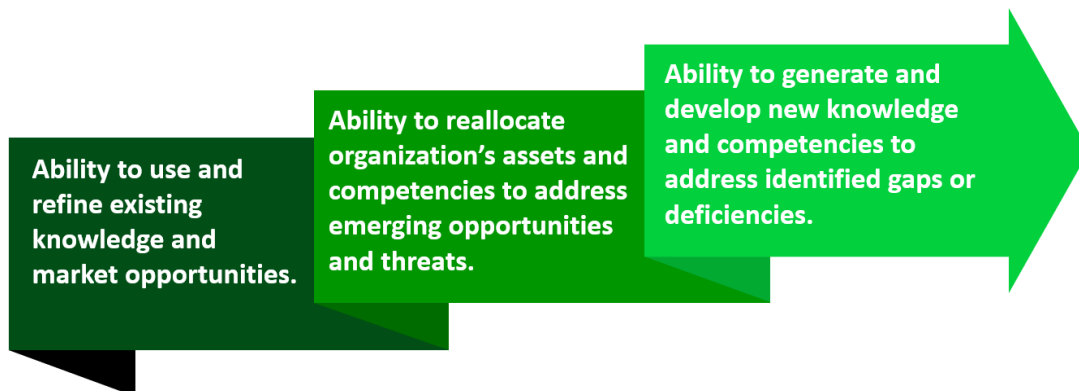 Ability to use and
refine existing
knowledge and
market opportunities.
Ability to reallocate
organization's assets and
competencies to address
emerging opportunities
and threats.
Ability to generate and
develop new knowledge
and competencies to
address identified gaps or
deficiencies.